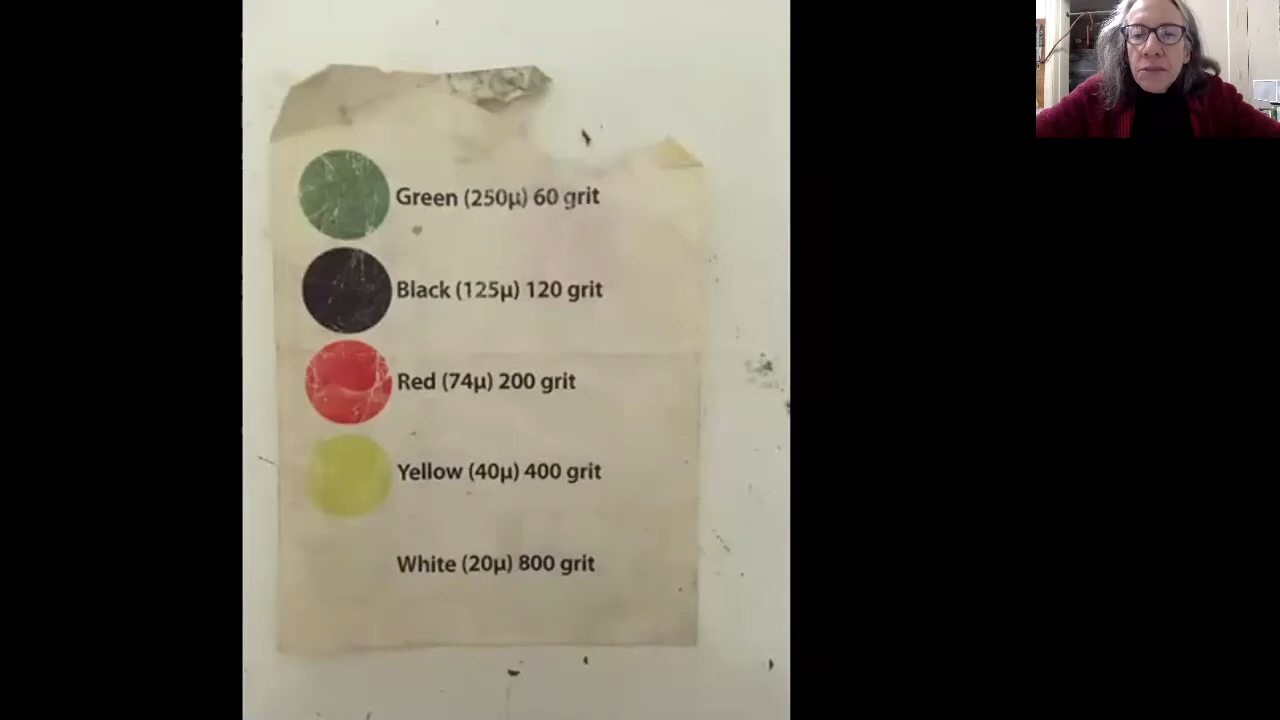 Green (250µ) 60 grit
Black (125µ) 120 grit
Red (74µ) 200 grit
Yellow (40µ) 400 grit
White (20µ) 800 grit